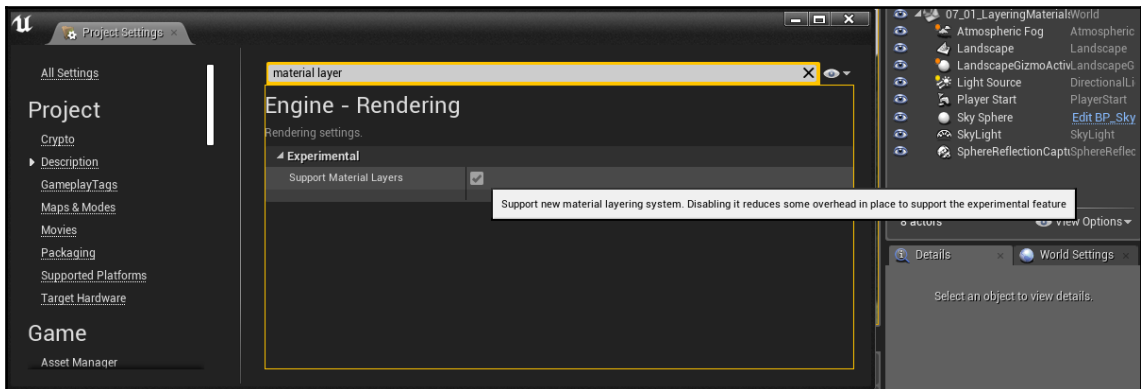 Project Settings
All Settings
Project
Crypto
Description
GameplayTags
Maps & Modes
Movies
Packaging
Supported Platforms
Target Hardware
Game
Asset Manager
material layer
Engine - Rendering
Rendering settings.
Experimental
Support Material Layers
Support new material layering system. Disabling it reduces some overhead in place to support the experimental feature
07_01_LayeringMaterials World
Atmospheric Fog Atmospheric
Landscape Landscape
LandscapeGizmoActiv LandscapeG
Light Source DirectionalLi
Player Start PlayerStart
Sky Sphere Edit BP_Sky
SkyLight SkyLight
SphereReflectionCaptu SphereReflec
8 actors View Options
Details World Settings
Select an object to view details.